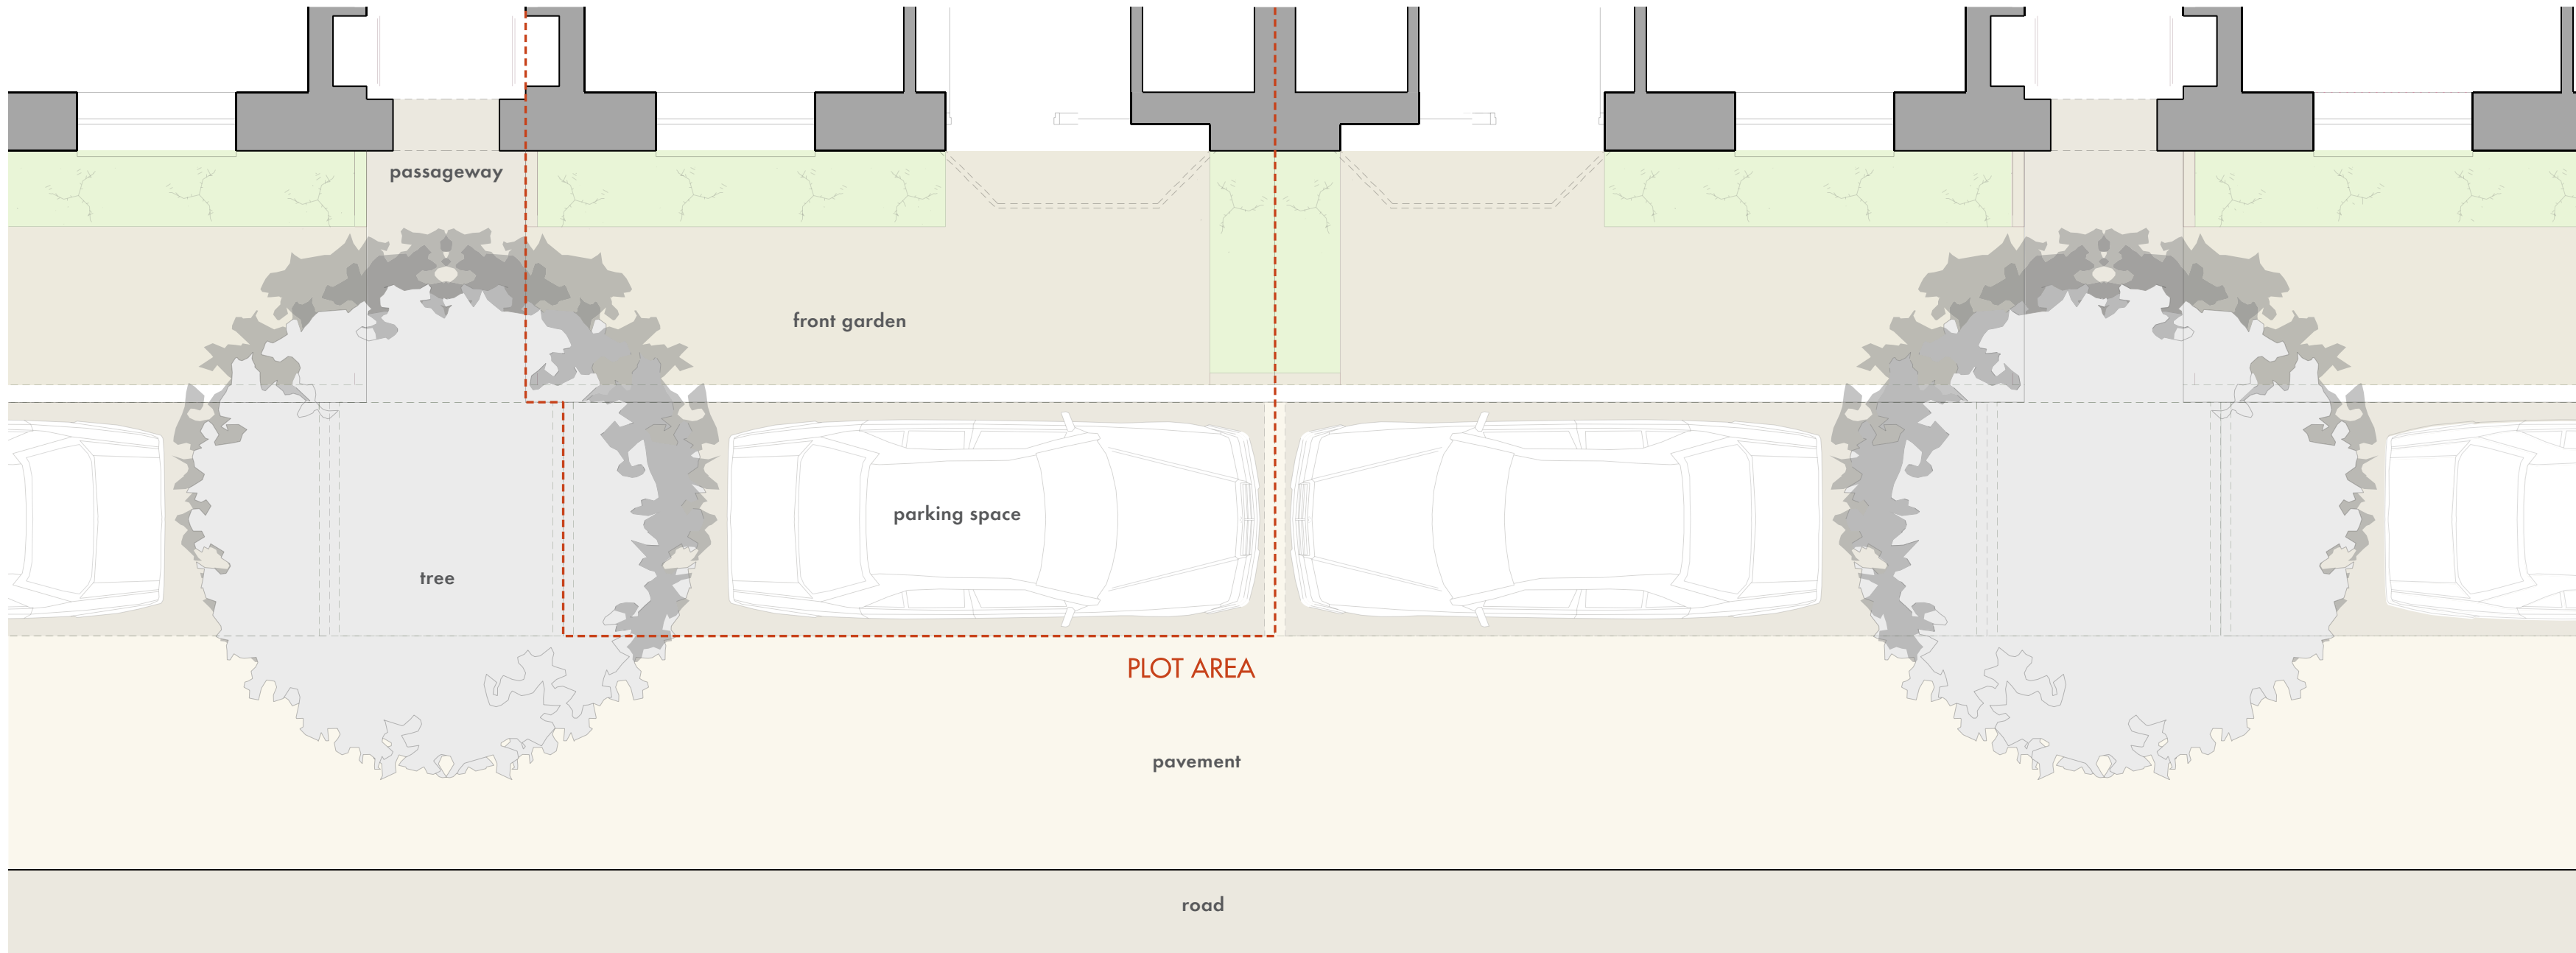 passageway
front garden
parking space
tree
PLOT AREA
pavement
road